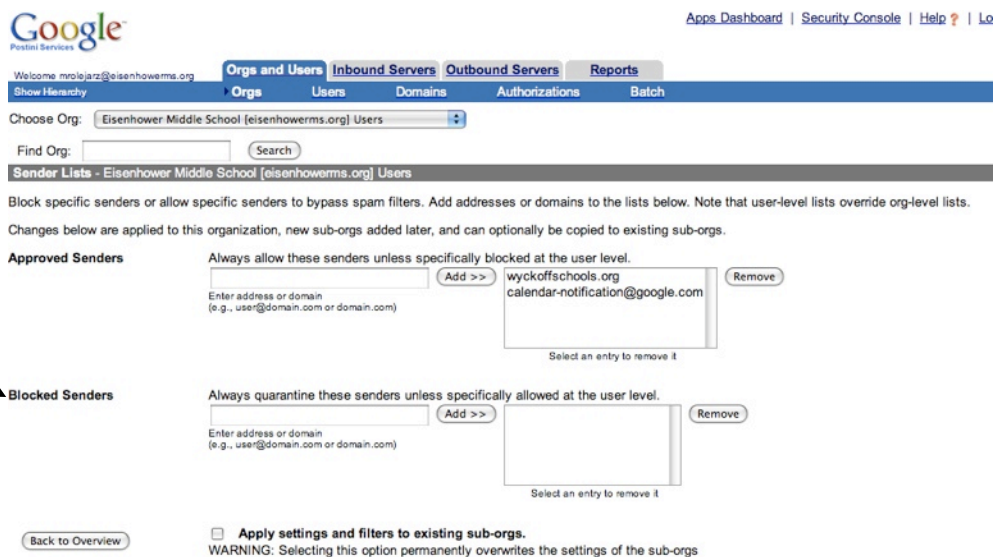 Google
Postini Services
Apps Dashboard | Security Console | Help ? | Lo
Welcome mrolejarz@eisenhowerms.org
Orgs and Users Inbound Servers Outbound Servers Reports
Show Hierarchy Orgs Users Domains Authorizations Batch
Choose Org: Eisenhower Middle School [eisenhowerms.org] Users
Find Org: Search
Sender Lists - Eisenhower Middle School [eisenhowerms.org] Users
Block specific senders or allow specific senders to bypass spam filters. Add addresses or domains to the lists below. Note that user-level lists override org-level lists.
Changes below are applied to this organization, new sub-orgs added later, and can optionally be copied to existing sub-orgs.
Approved Senders Always allow these senders unless specifically blocked at the user level.
Add >> wyckoffschools.org Remove
calendar-notification@google.com
Enter address or domain
(e.g., user@domain.com or domain.com)
Select an entry to remove it
Blocked Senders Always quarantine these senders unless specifically allowed at the user level.
Add >> Remove
Enter address or domain
(e.g., user@domain.com or domain.com)
Select an entry to remove it
Back to Overview Apply settings and filters to existing sub-orgs.
WARNING: Selecting this option permanently overwrites the settings of the sub-orgs